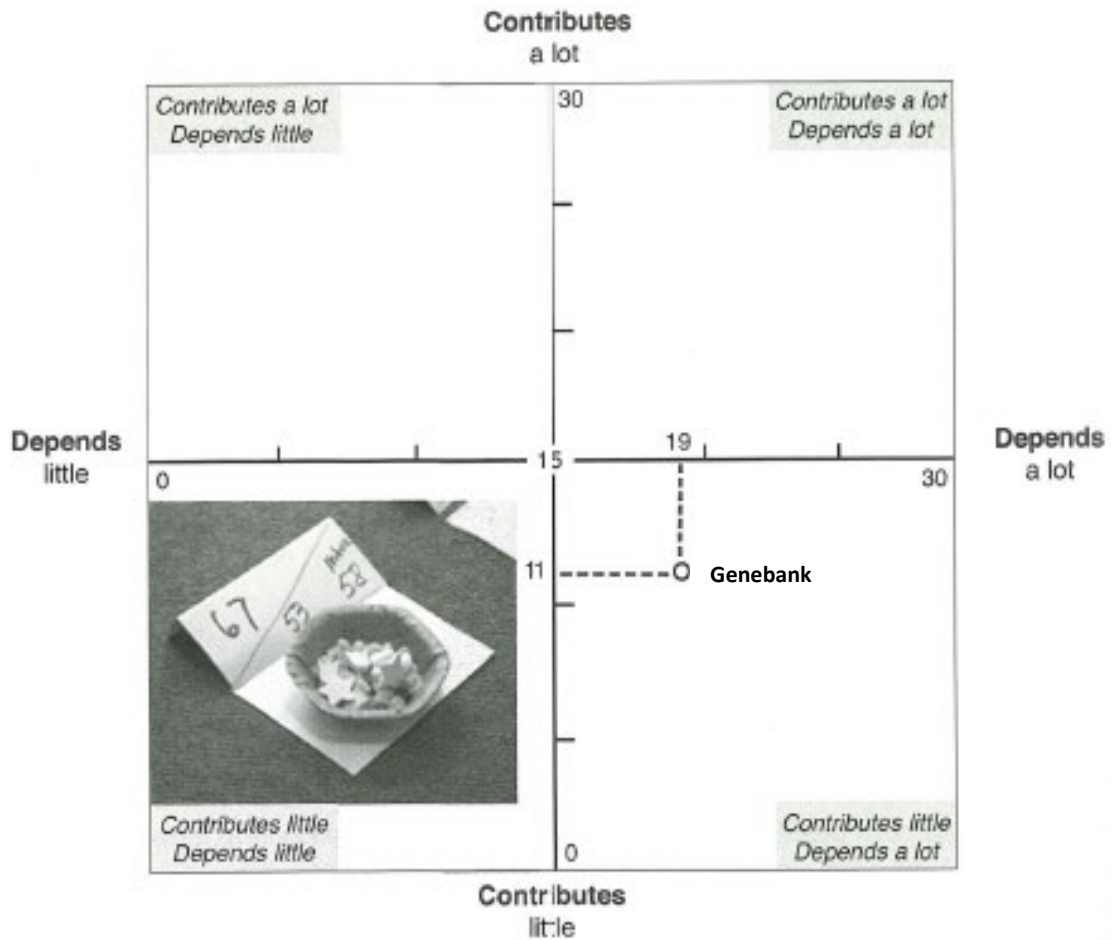 Contributes
a lot
Contributes a lot
Depends little
30
Contributes a lot
Depends a lot
Depends
little
0
15
19
30
Depends
a lot
67
53
58
11
Genebank
Contributes little
Depends little
0
Contributes little
Depends a lot
Contributes
little